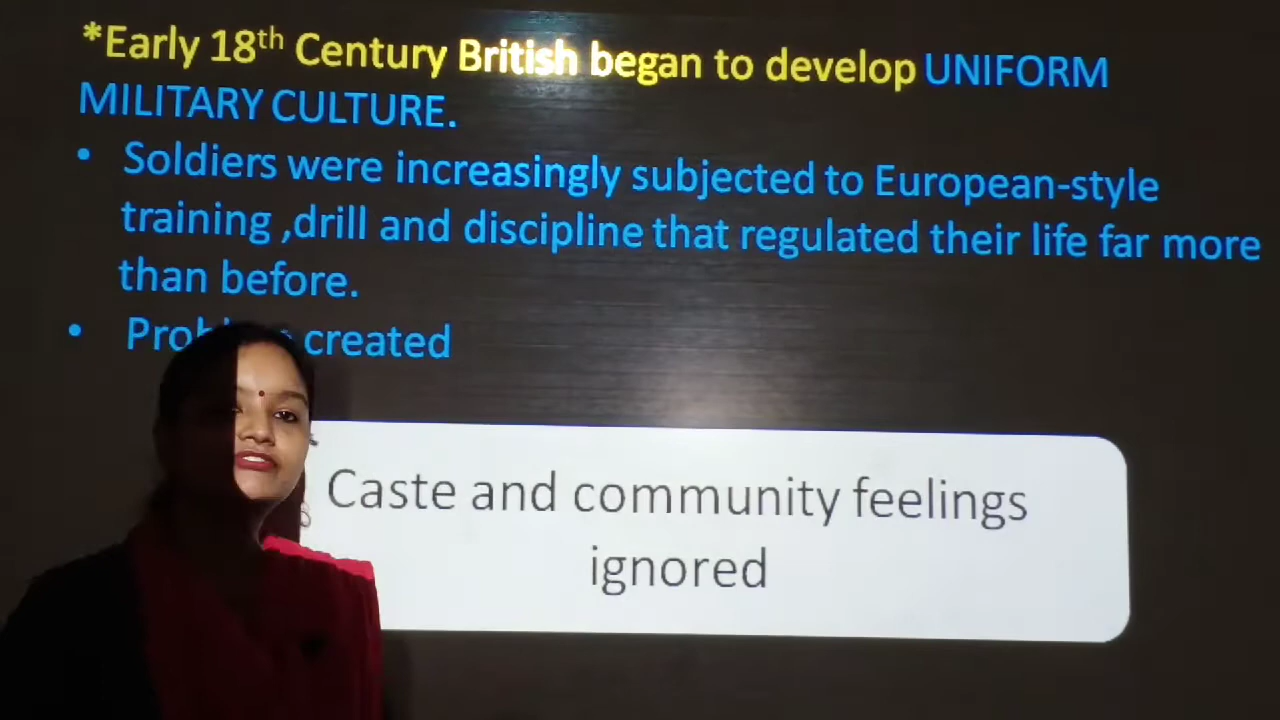 *Early 18th Century British began to develop UNIFORM
MILITARY CULTURE.
• Soldiers were increasingly subjected to European-style
training ,drill and discipline that regulated their life far more
than before.
• created
Caste and community feelings
ignored